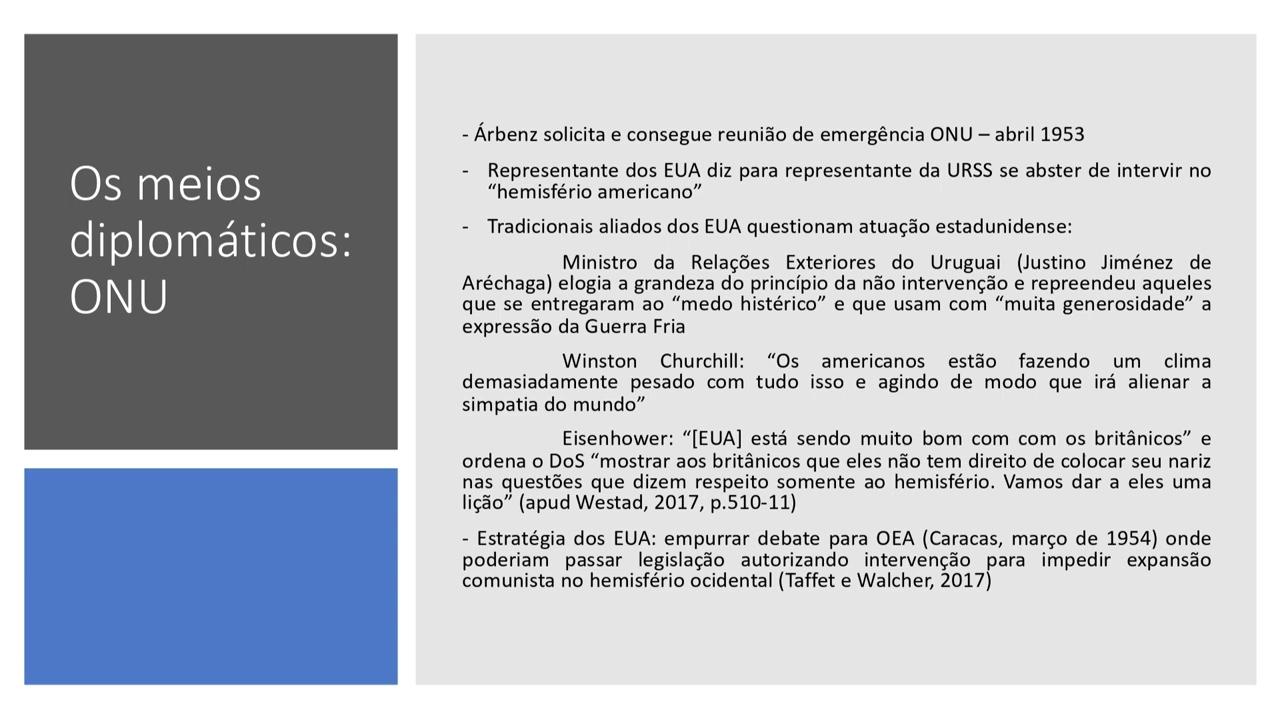 Os meios
diplomáticos:
ONU
- Árbenz solicita e consegue reunião de emergência ONU – abril 1953
- Representante dos EUA diz para representante da URSS se abster de intervir no
“hemisfério americano”
- Tradicionais aliados dos EUA questionam atuação estadunidense:
Ministro da Relações Exteriores do Uruguai (Justino Jiménez de
Aréchaga) elogia a grandeza do princípio da não intervenção e repreendeu aqueles
que se entregaram ao “medo histérico” e que usam com “muita generosidade” a
expressão da Guerra Fria
Winston Churchill: “Os americanos estão fazendo um clima
demasiadamente pesado com tudo isso e agindo de modo que irá alienar a
simpatia do mundo”
Eisenhower: “[EUA] está sendo muito bom com com os britânicos” e
ordena o DoS “mostrar aos britânicos que eles não tem direito de colocar seu nariz
nas questões que dizem respeito somente ao hemisfério. Vamos dar a eles uma
lição” (apud Westad, 2017, p.510-11)
- Estratégia dos EUA: empurrar debate para OEA (Caracas, março de 1954) onde
poderiam passar legislação autorizando intervenção para impedir expansão
comunista no hemisfério ocidental (Taffet e Walcher, 2017)